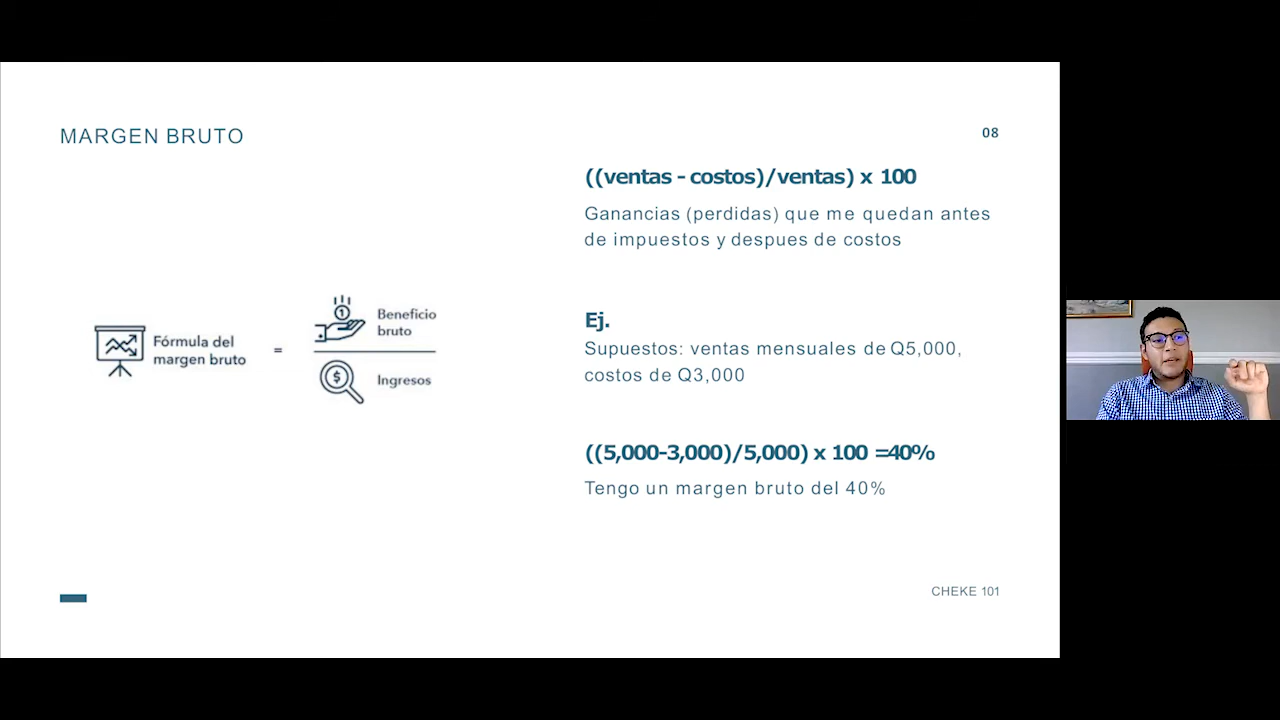 MARGEN BRUTO
08
((ventas - costos)/ventas) x 100
Ganancias (perdidas) que me quedan antes
de impuestos y despues de costos
Fórmula del
margen bruto
=
Beneficio
bruto
Ingresos
Ej.
Supuestos: ventas mensuales de Q5,000,
costos de Q3,000
((5,000-3,000)/5,000) x 100 =40%
Tengo un margen bruto del 40%
CHEKE 101